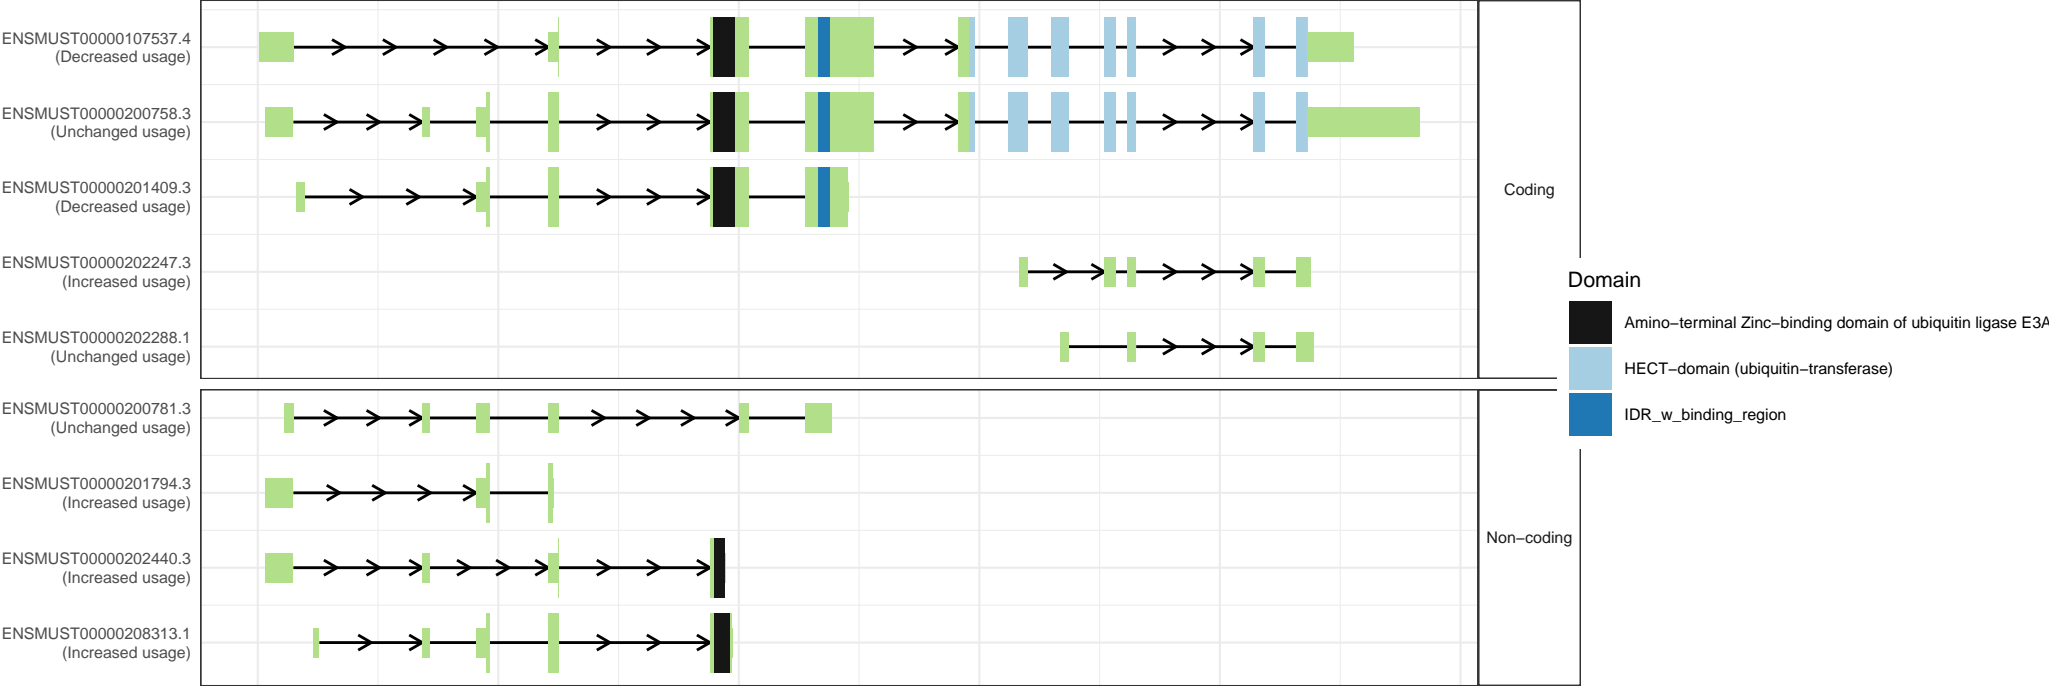 ENSMUST00000107537.4
(Decreased usage)
ENSMUST00000200758.3
(Unchanged usage)
ENSMUST00000201409.3
(Decreased usage)
ENSMUST00000202247.3
(Increased usage)
ENSMUST00000202288.1
(Unchanged usage)
Coding
ENSMUST00000200781.3
(Unchanged usage)
ENSMUST00000201794.3
(Increased usage)
ENSMUST00000202440.3
(Increased usage)
ENSMUST00000208313.1
(Increased usage)
Non−coding
Domain
Amino−terminal Zinc−binding domain of ubiquitin ligase E3A
HECT−domain (ubiquitin−transferase)
IDR_w_binding_region